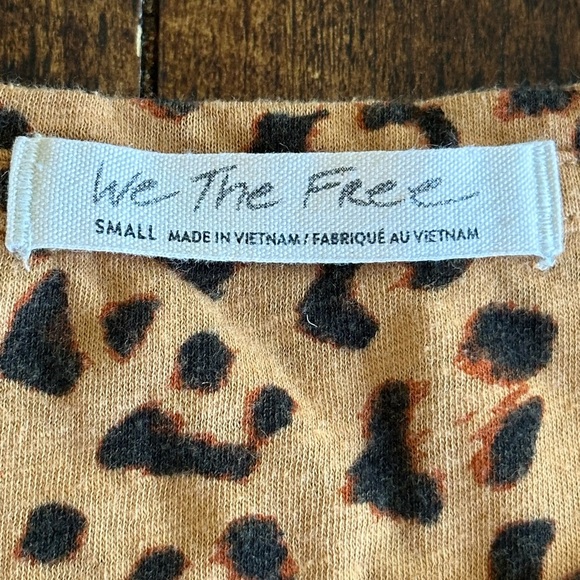 We The Free
SMALL MADE IN VIETNAM / FABRIQUÉ AU VIETNAM